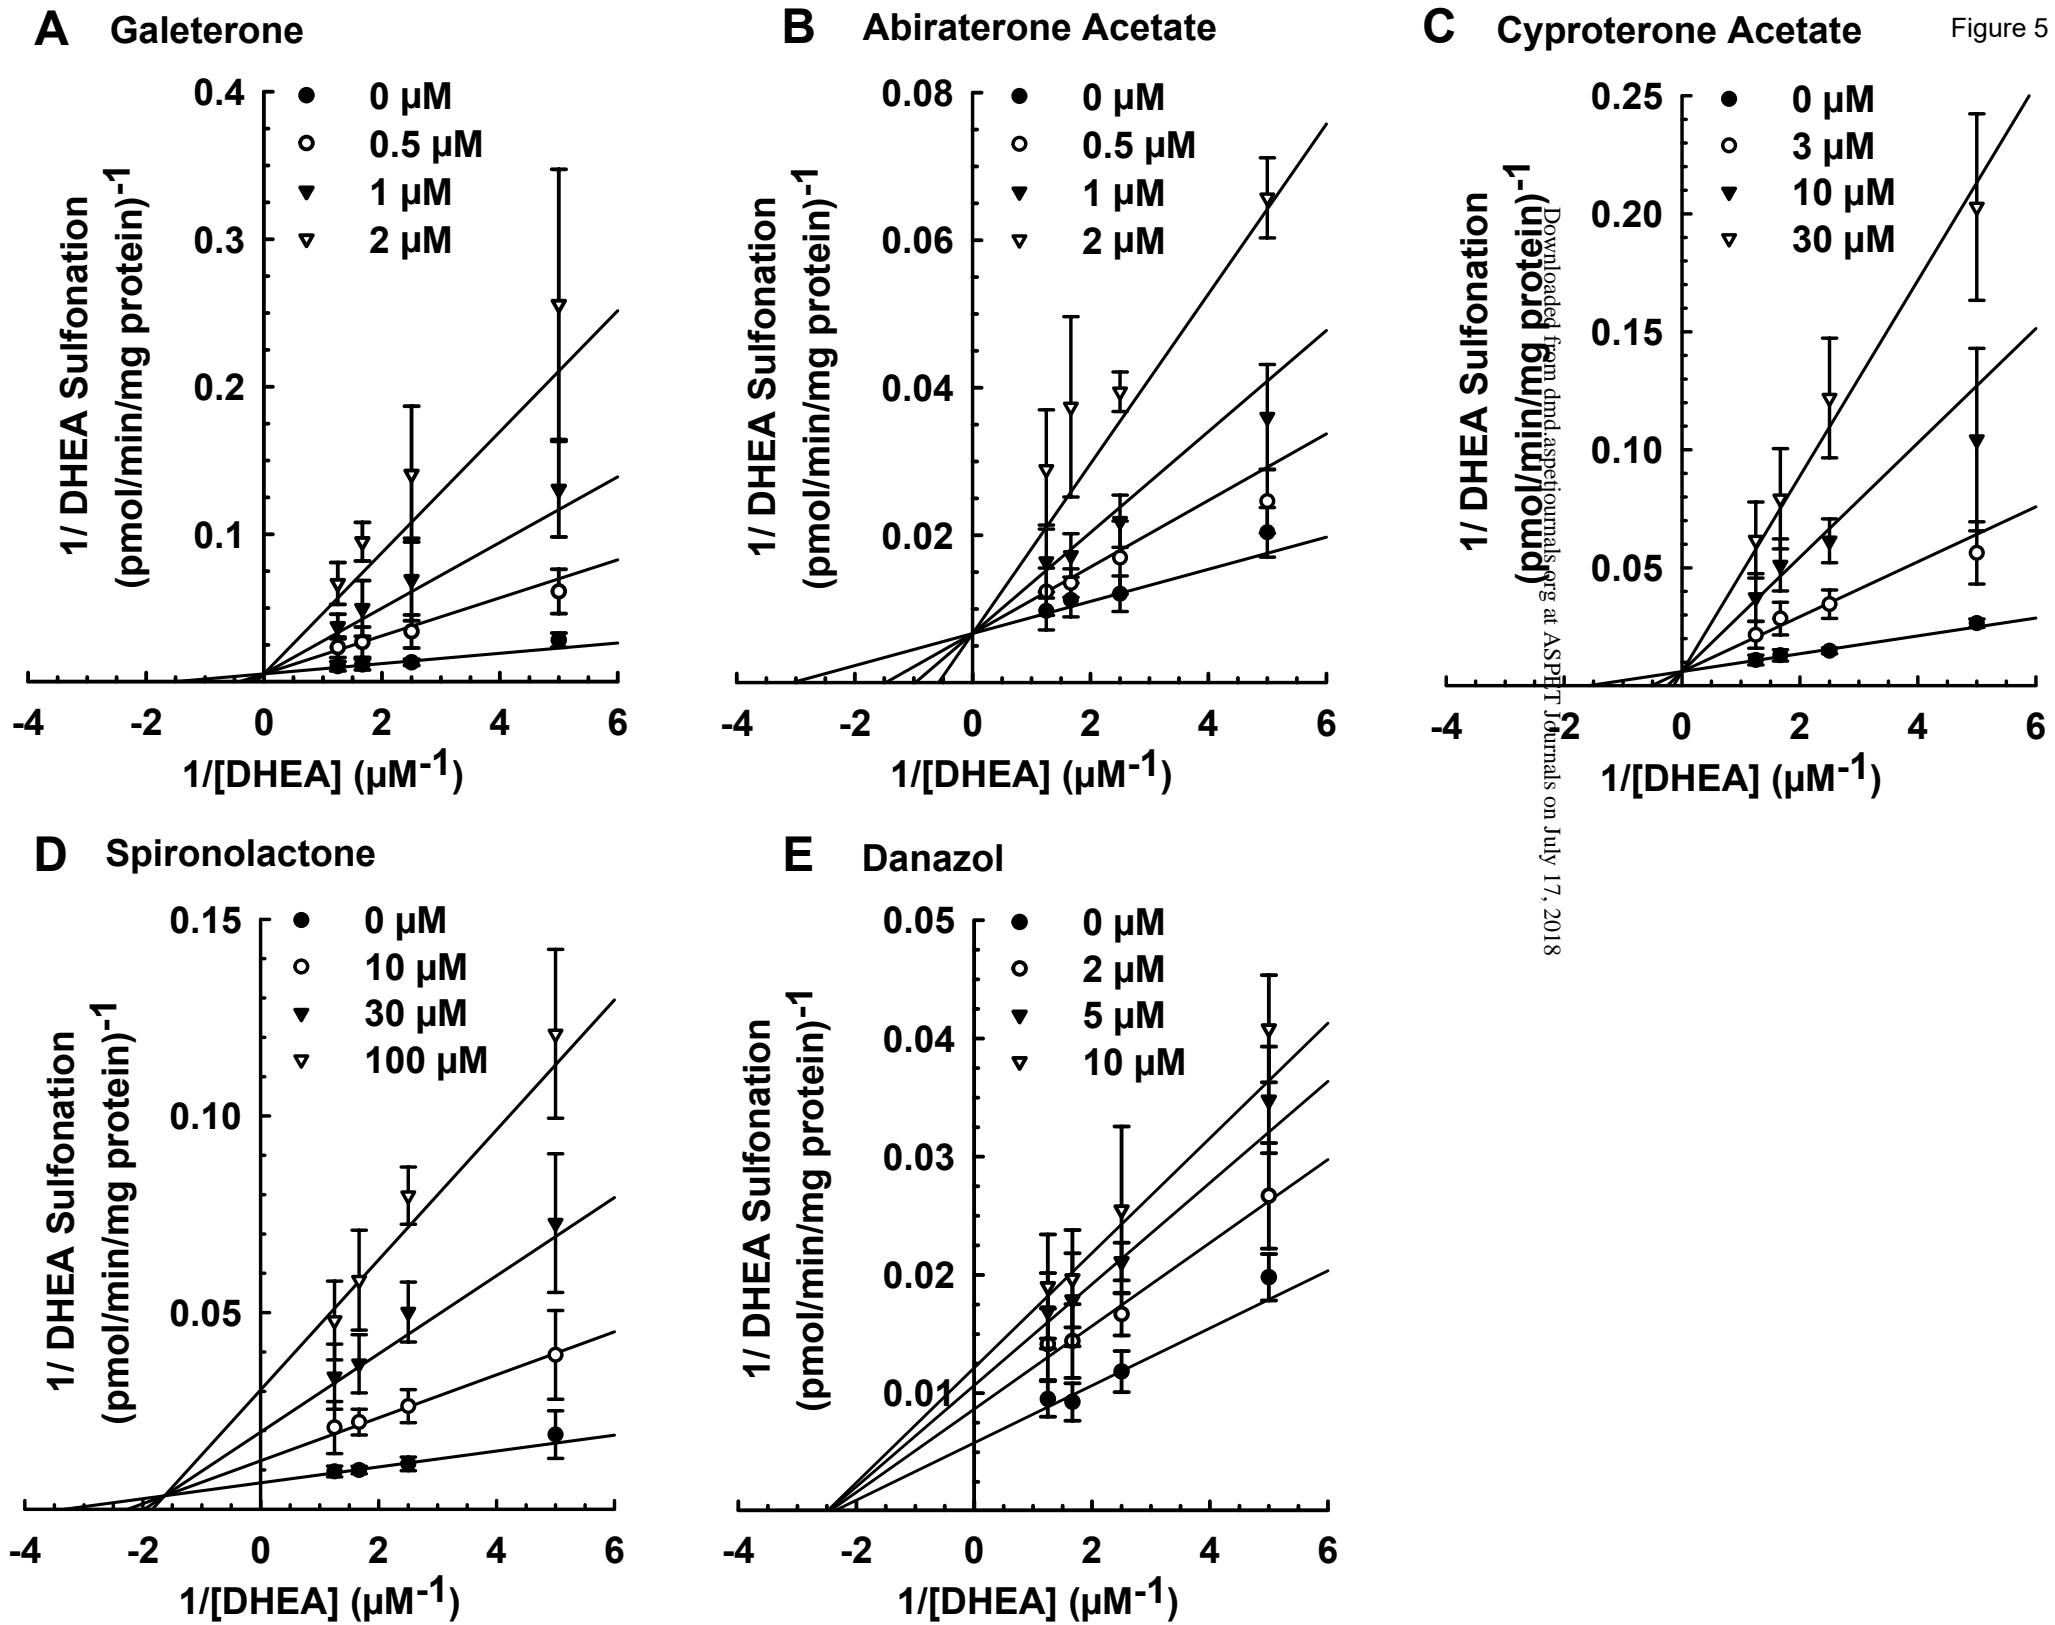 A Galeterone
0.4
0.3
0.2
0.1
0 µM
0.5 µM
1 µM
2 µM
1/ DHEA Sulfonation
(pmol/min/mg protein)-1
-4 -2 0 2 4 6
1/[DHEA] (µM-1)
B Abiraterone Acetate
0.08
0.06
0.04
0.02
0 µM
0.5 µM
1 µM
2 µM
1/ DHEA Sulfonation
(pmol/min/mg protein)-1
-4 -2 0 2 4 6
1/[DHEA] (µM-1)
C Cyproterone Acetate
Figure 5
0.25
0.20
0.15
0.10
0.05
0 µM
3 µM
10 µM
30 µM
1/ DHEA Sulfonation
(pmol/min/mg protein)-1
-4 -2 0 2 4 6
1/[DHEA] (µM-1)
Downloaded from dmd.aspetjournals.org at ASPET Journals on July 17, 2018
D Spironolactone
0.15
0.10
0.05
0 µM
10 µM
30 µM
100 µM
1/ DHEA Sulfonation
(pmol/min/mg protein)-1
-4 -2 0 2 4 6
1/[DHEA] (µM-1)
E Danazol
0.05
0.04
0.03
0.02
0.01
0 µM
2 µM
5 µM
10 µM
1/ DHEA Sulfonation
(pmol/min/mg protein)-1
-4 -2 0 2 4 6
1/[DHEA] (µM-1)